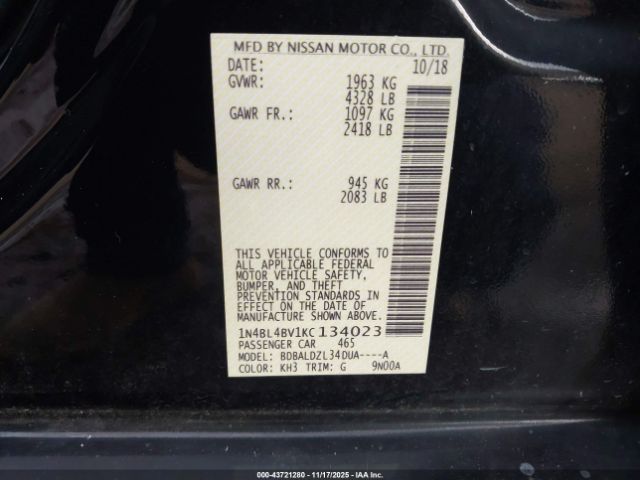 MFD BY NISSAN MOTOR CO., LTD.
DATE: 10/18
GVWR: 1963 KG
4328 LB
GAWR FR.: 1097 KG
2418 LB
GAWR RR.: 945 KG
2083 LB
THIS VEHICLE CONFORMS TO
ALL APPLICABLE FEDERAL
MOTOR VEHICLE SAFETY,
BUMPER, AND THEFT
PREVENTION STANDARDS IN
EFFECT ON THE DATE OF
MANUFACTURE SHOWN ABOVE.
1N4BL4BV1KC134023
PASSENGER CAR 465
MODEL: BDBALDZL34DUA----A
COLOR: KH3 TRIM: G 9N00A
000-43721280 - 11/17/2025 - IAA Inc.